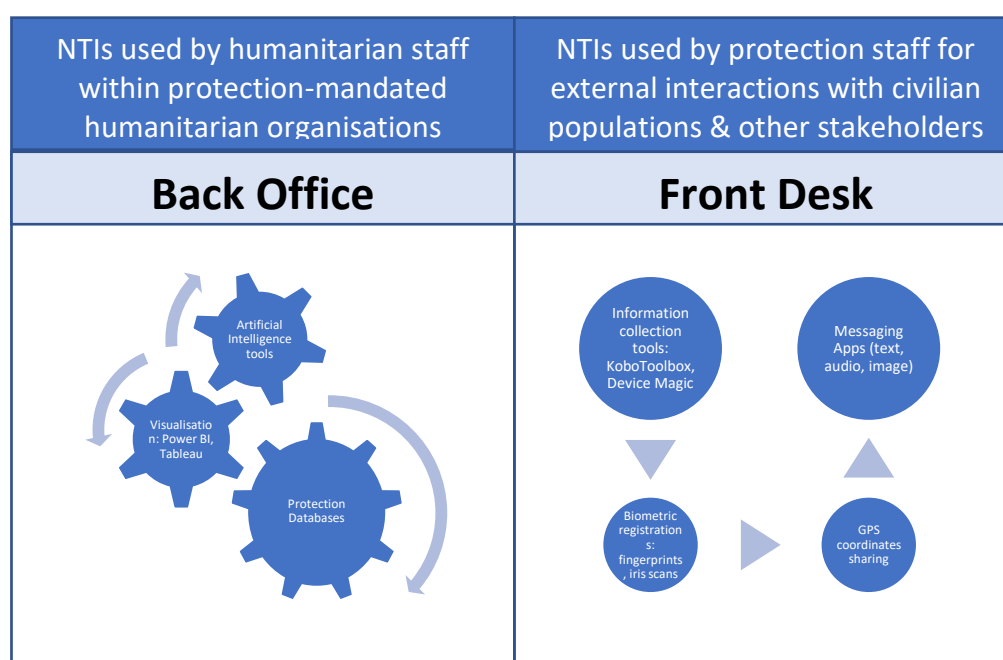 NTIs used by humanitarian staff
within protection-mandated
humanitarian organisations
NTIs used by protection staff for
external interactions with civilian
populations & other stakeholders
Back Office
Front Desk
Artificial
Intelligence
tools
Visualisatio
n: Power BI,
Tableau
Protection
Databases
Information
collection
tools:
KoboToolbox,
Device Magic
Messaging
Apps (text,
audio, image)
Biometric
registration
s:
fingerprints
, iris scans
GPS
coordinates
sharing